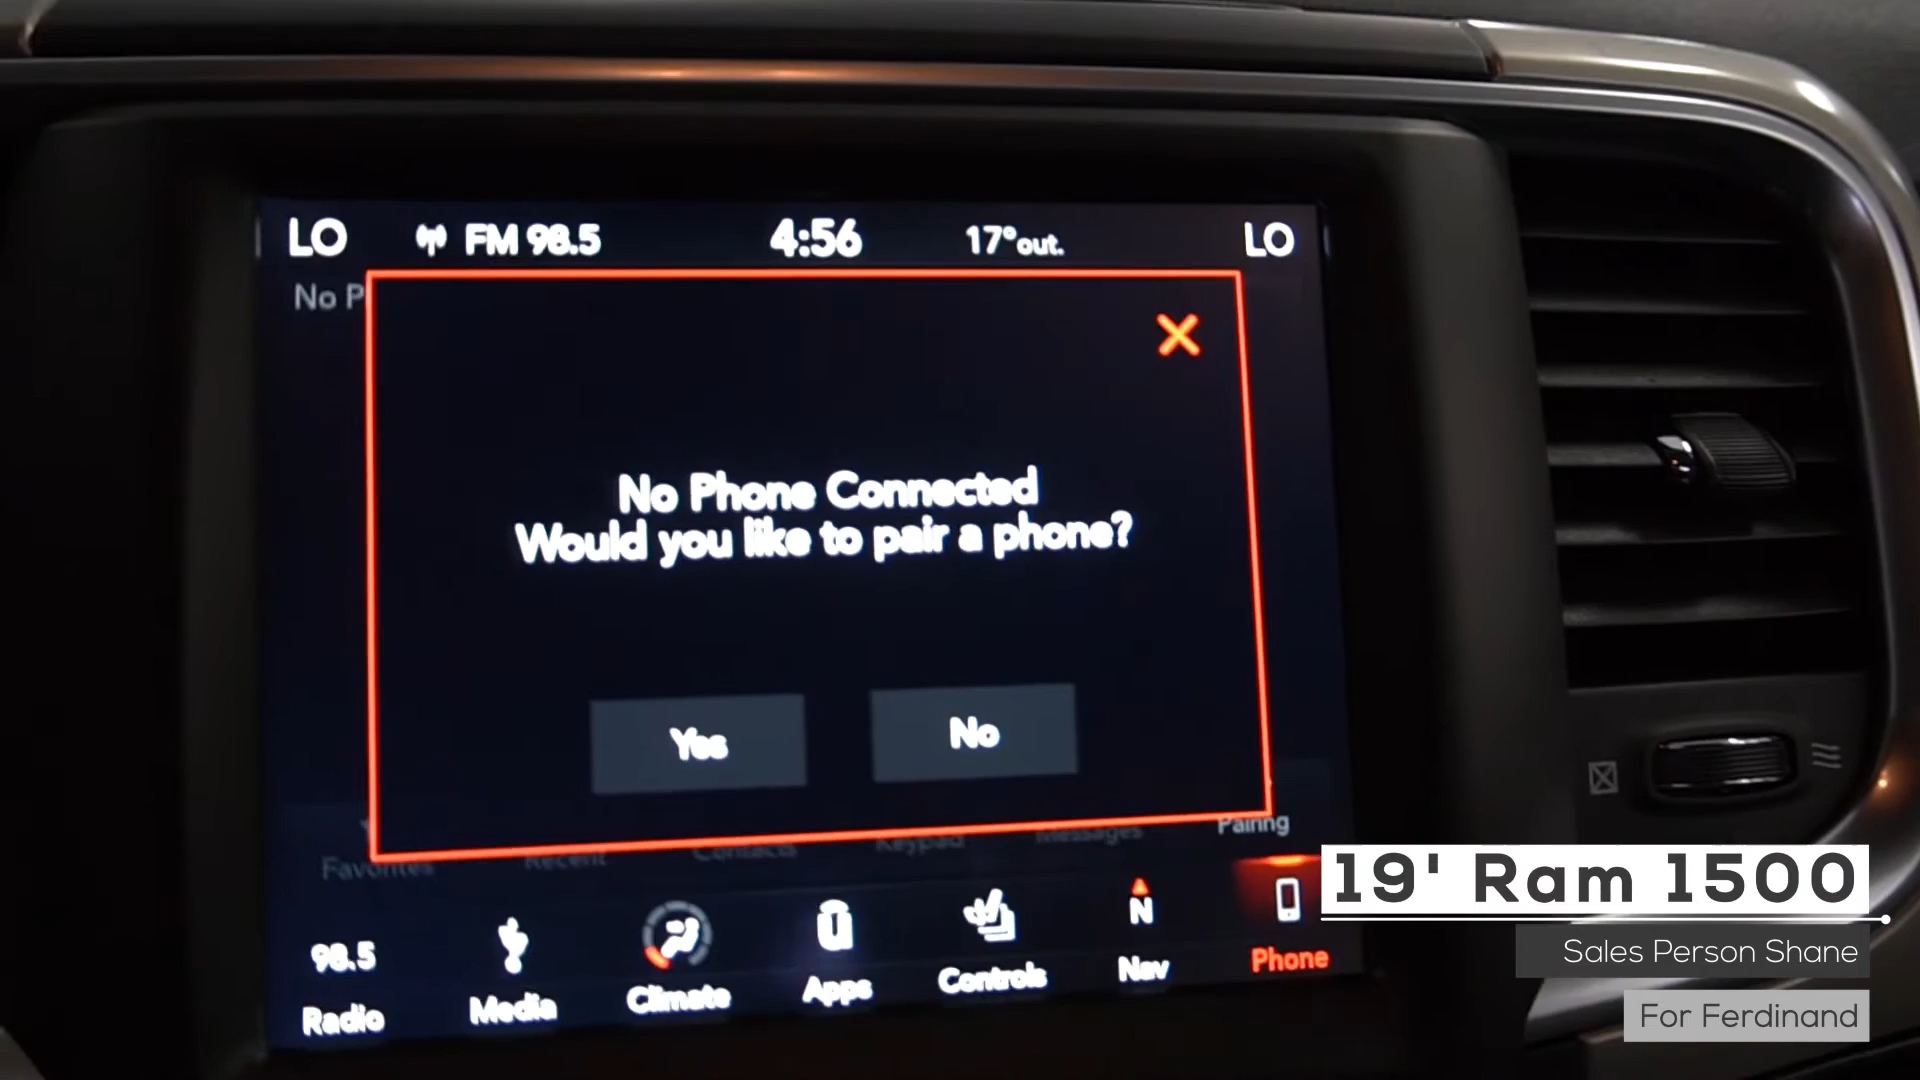 LO FM 98.5 4:56 17°out. LO
No P
No Phone Connected
Would you like to pair a phone?
Yes No
Favorites Recent Contacts Keypad Messages Pairing
98.5 N
Radio Media Climate Apps Controls Nav Phone
19' Ram 1500
Sales Person Shane
For Ferdinand